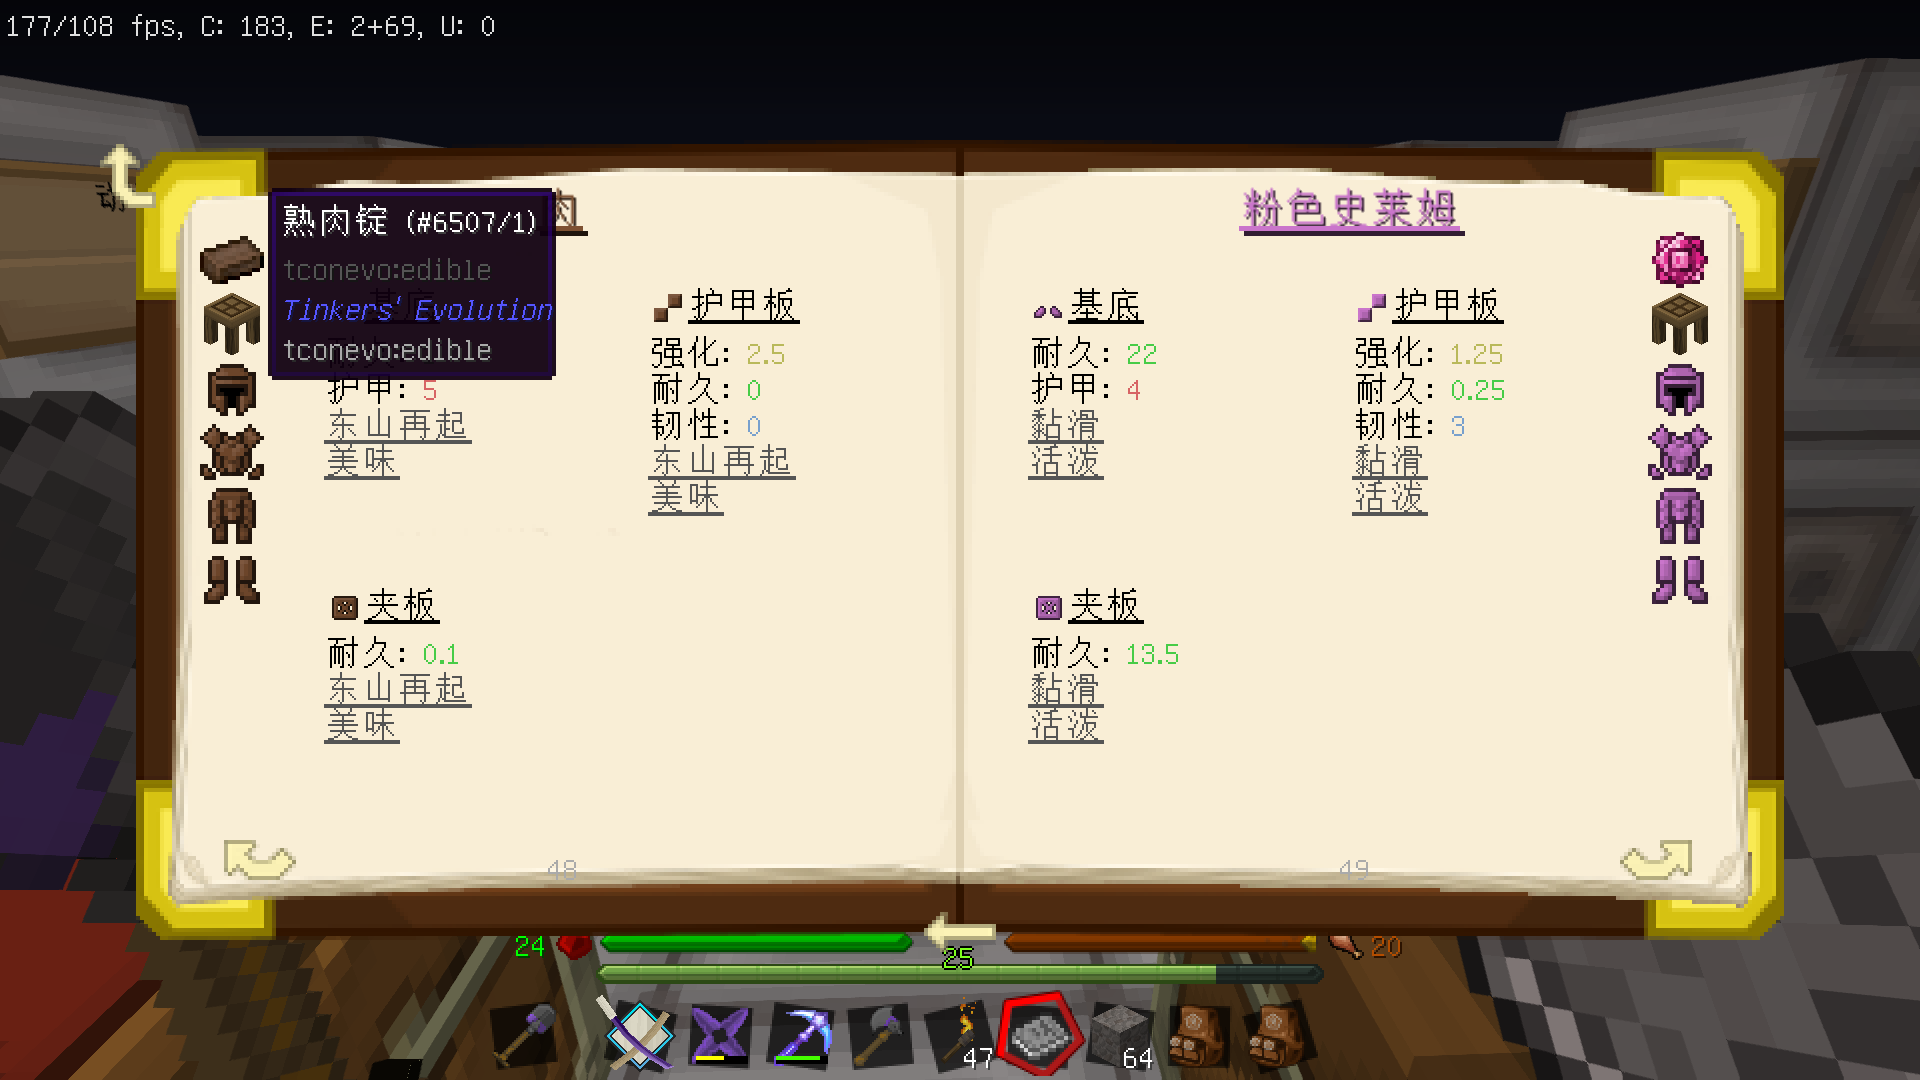 177/108 fps, C: 183, E: 2+69, U: 0
动
熟肉锭 (#6507/1)
tconevo:edible
Tinkers' Evolution
tconevo:edible
肉
护甲: 5
东山再起
美味
护甲板
强化: 2.5
耐久: 0
韧性: 0
东山再起
美味
夹板
耐久: 0.1
东山再起
美味
48
粉色史莱姆
基底
耐久: 22
护甲: 4
黏滑
活泼
护甲板
强化: 1.25
耐久: 0.25
韧性: 3
黏滑
活泼
夹板
耐久: 13.5
黏滑
活泼
49
24
25
20
47
64